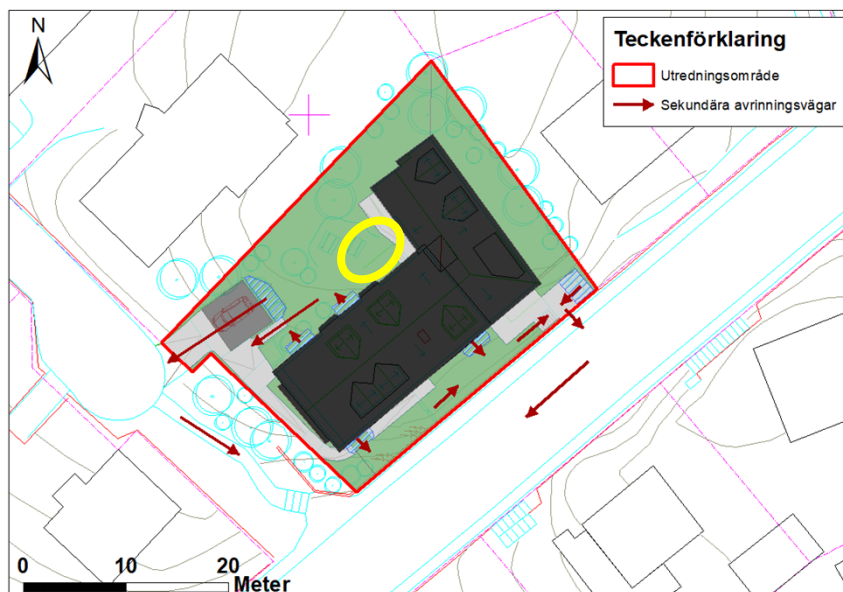 N
Teckenförklaring
Utredningsområde
Sekundära avrinningsvägar
0 10 20
Meter